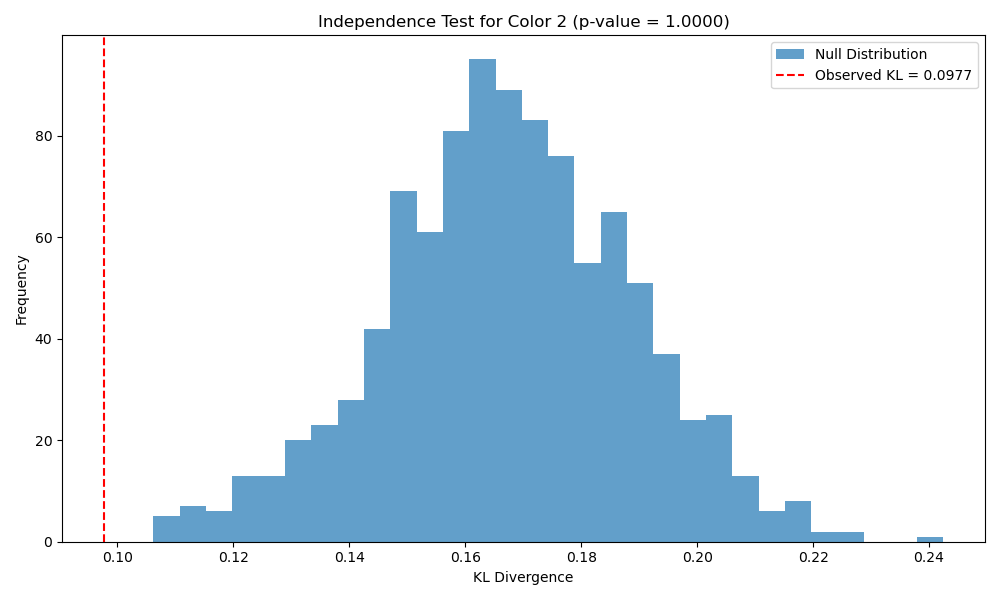 Independence Test for Color 2 (p-value = 1.0000)
Null Distribution
Observed KL = 0.0977
Frequency
80
60
40
20
0
0.10 0.12 0.14 0.16 0.18 0.20 0.22 0.24
KL Divergence